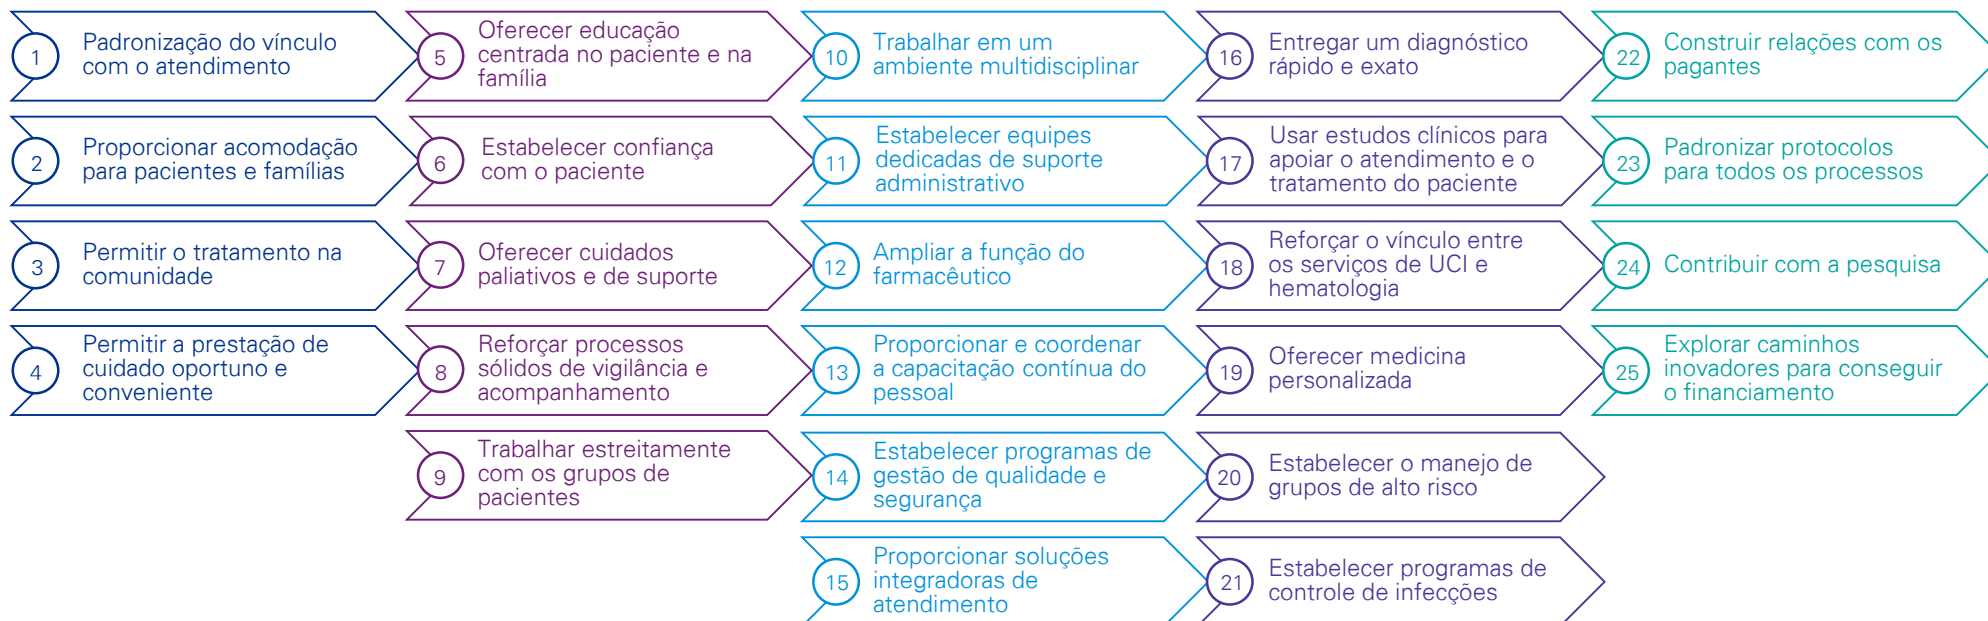 1
Padronização do vínculo
com o atendimento
2
Proporcionar acomodação
para pacientes e famílias
3
Permitir o tratamento na
comunidade
4
Permitir a prestação de
cuidado oportuno e
conveniente
5
Oferecer educação
centrada no paciente e na
família
6
Estabelecer confiança
com o paciente
7
Oferecer cuidados
paliativos e de suporte
8
Reforçar processos
sólidos de vigilância e
acompanhamento
9
Trabalhar estreitamente
com os grupos de
pacientes
10
Trabalhar em um
ambiente multidisciplinar
11
Estabelecer equipes
dedicadas de suporte
administrativo
12
Ampliar a função do
farmacêutico
13
Proporcionar e coordenar
a capacitação contínua do
pessoal
14
Estabelecer programas de
gestão de qualidade e
segurança
15
Proporcionar soluções
integradoras de
atendimento
16
Entregar um diagnóstico
rápido e exato
17
Usar estudos clínicos para
apoiar o atendimento e o
tratamento do paciente
18
Reforçar o vínculo entre
os serviços de UCI e
hematologia
19
Oferecer medicina
personalizada
20
Estabelecer o manejo de
grupos de alto risco
21
Estabelecer programas de
controle de infecções
22
Construir relações com os
pagantes
23
Padronizar protocolos
para todos os processos
24
Contribuir com a pesquisa
25
Explorar caminhos
inovadores para conseguir
o financiamento